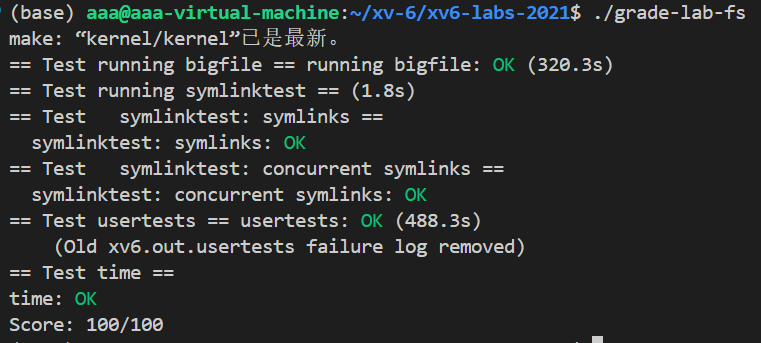 (base) aaa@aaa-virtual-machine:~/xv-6/xv6-labs-2021$ ./grade-lab-fs
make: “kernel/kernel”已是最新。
== Test running bigfile == running bigfile: OK (320.3s)
== Test running symlinktest == (1.8s)
== Test   symlinktest: symlinks ==
  symlinktest: symlinks: OK
== Test   symlinktest: concurrent symlinks ==
  symlinktest: concurrent symlinks: OK
== Test usertests == usertests: OK (488.3s)
    (Old xv6.out.usertests failure log removed)
== Test time ==
time: OK
Score: 100/100